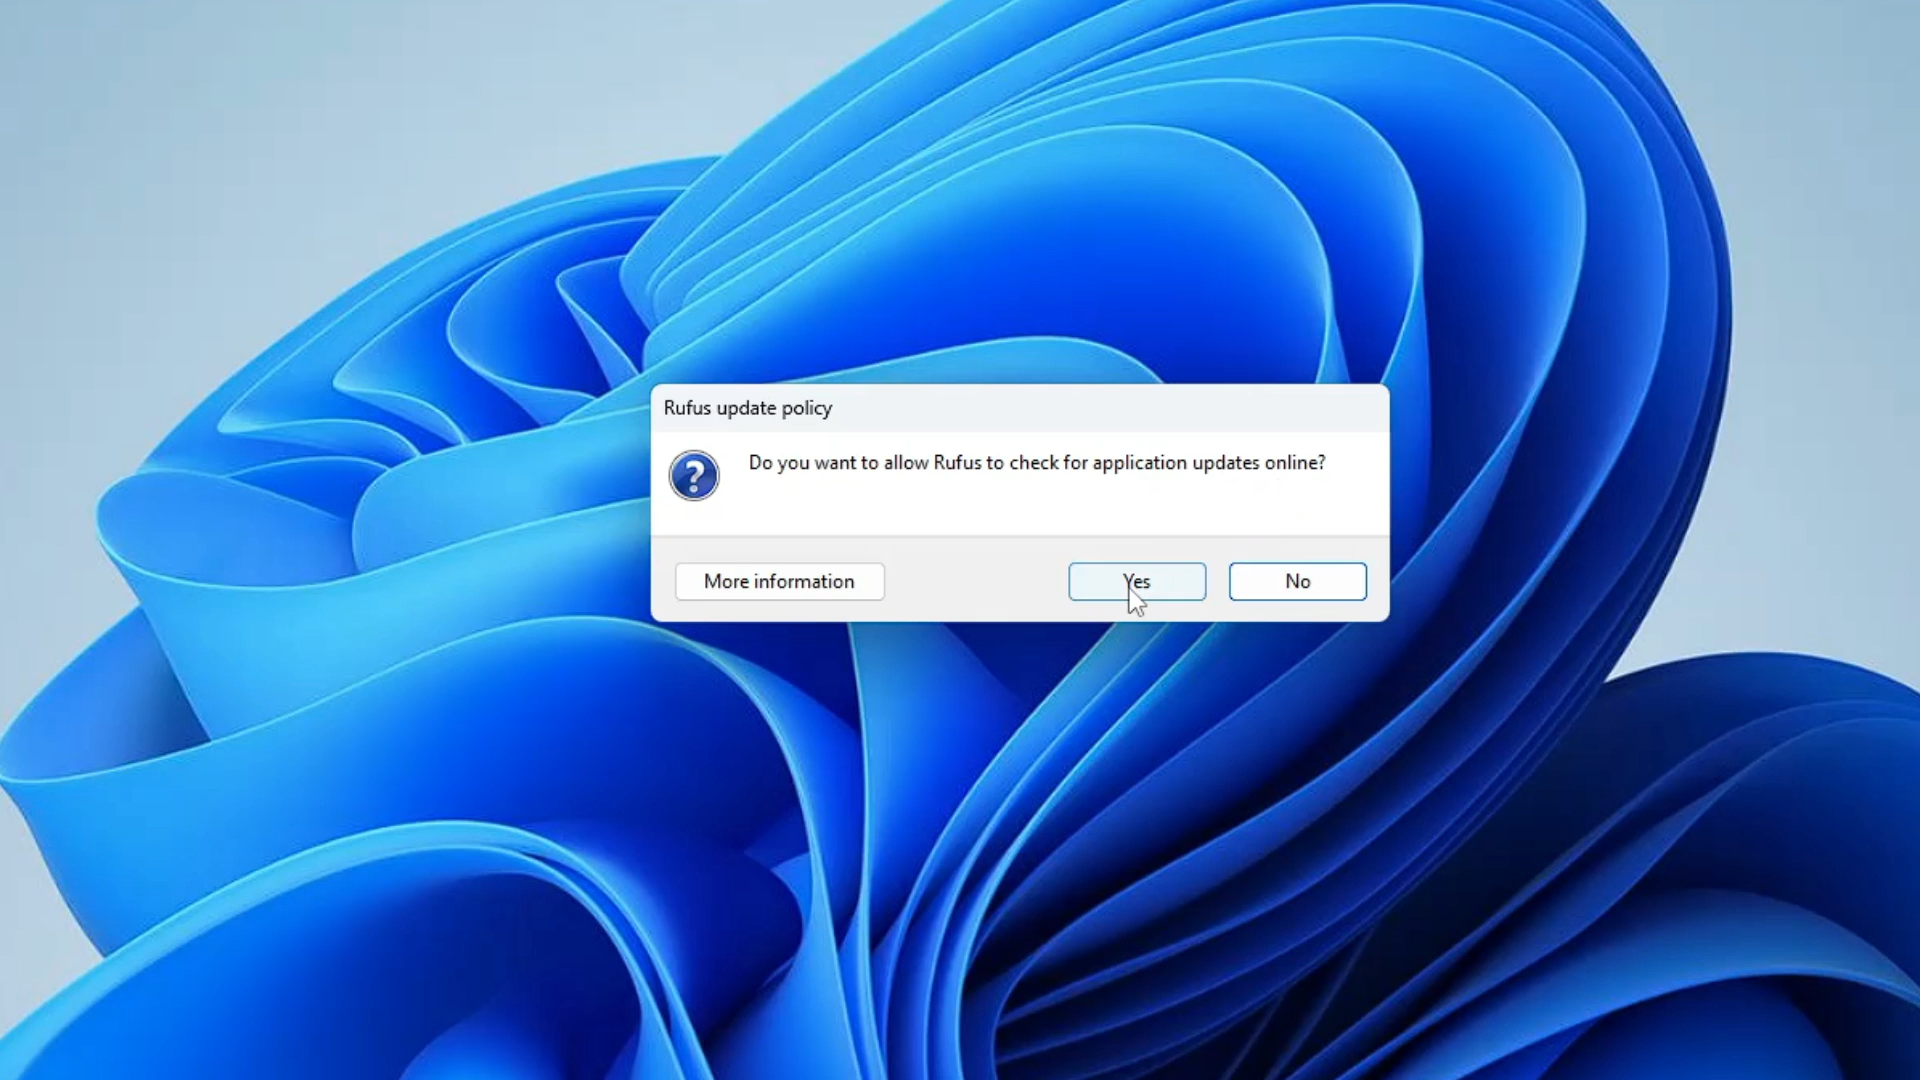 Rufus update policy
Do you want to allow Rufus to check for application updates online?
More information
Yes
No